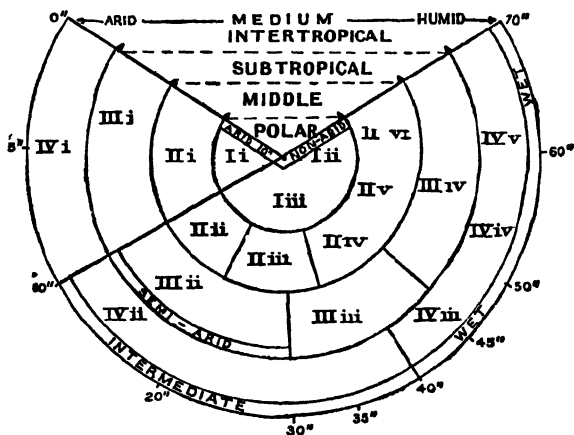 0" ARID MEDIUM HUMID 70"
INTERTROPICAL
SUBTROPICAL
MIDDLE
POLAR
ARID 10" NON-ARID
WET
IV i III j II i I i I ii II vi IV v
5" 60"
I iii II v III iv
II ii IV iv
II iii II iv
10" III ii 50"
SEMI-ARID III iii IV iii WET
IV ii 45"
INTERMEDIATE
20" 40"
30" 35"